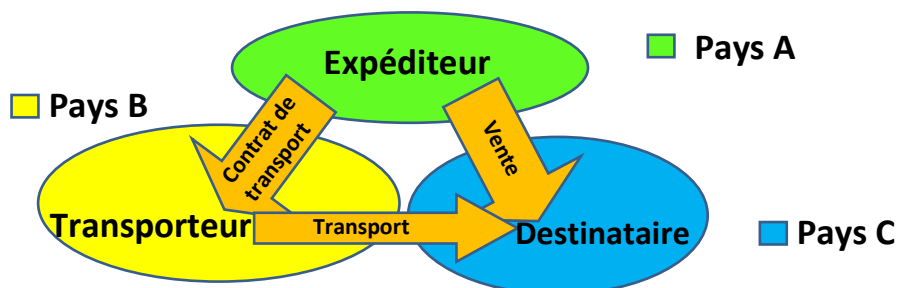 Expéditeur
Pays A
Pays B
Contrat de
transport
Vente
Transporteur
Transport
Destinataire
Pays C